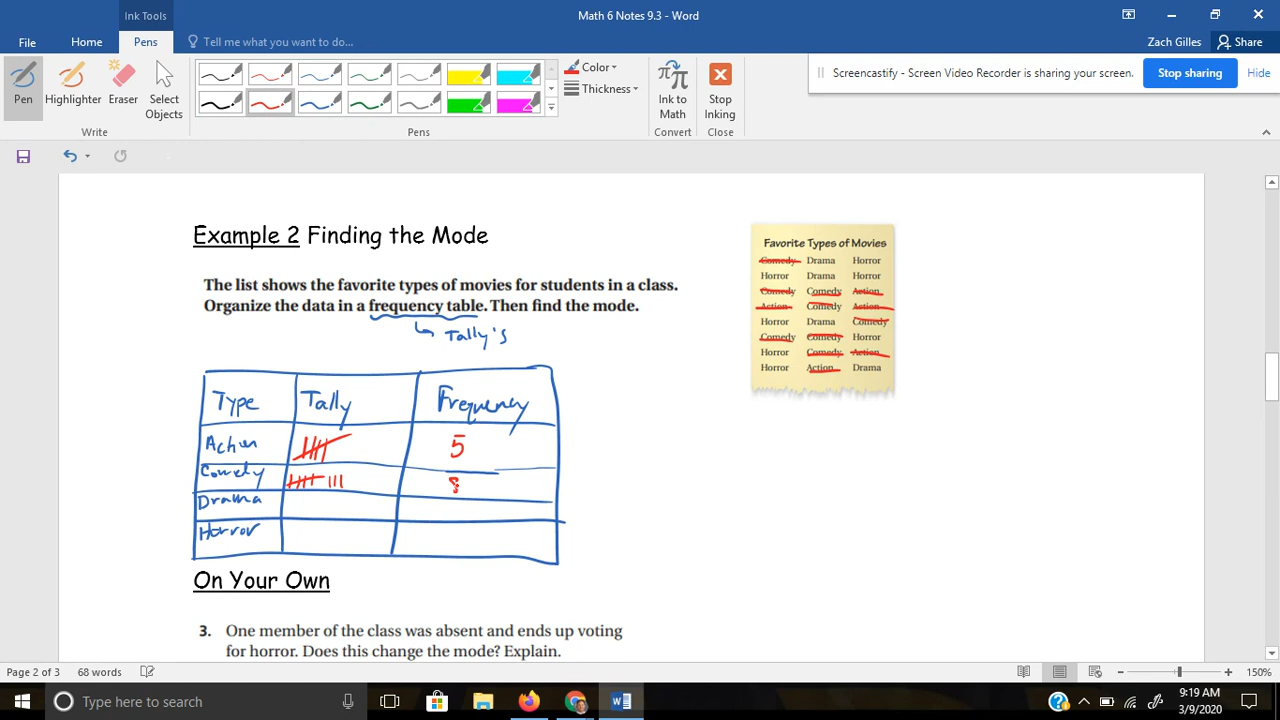 Ink Tools
Math 6 Notes 9.3 - Word
File Home Pens Tell me what you want to do...
Zach Gilles Share
Screencastify - Screen Video Recorder is sharing your screen. Stop sharing Hide
Pen Highlighter Eraser Select Objects
Color
Thickness
Ink to Math
Stop Inking
Write Pens Convert Close
Example 2 Finding the Mode
The list shows the favorite types of movies for students in a class.
Organize the data in a frequency table. Then find the mode.
Tally's
Favorite Types of Movies
Comedy Drama Horror
Horror Drama Horror
Comedy Comedy Action
Action Comedy Action
Horror Drama Comedy
Comedy Comedy Horror
Horror Comedy Action
Horror Action Drama
Type Tally Frequency
Action 5
Comedy 8
Drama
Horror
On Your Own
3. One member of the class was absent and ends up voting
for horror. Does this change the mode? Explain.
Page 2 of 3 68 words 150%
Type here to search
9:19 AM
3/9/2020